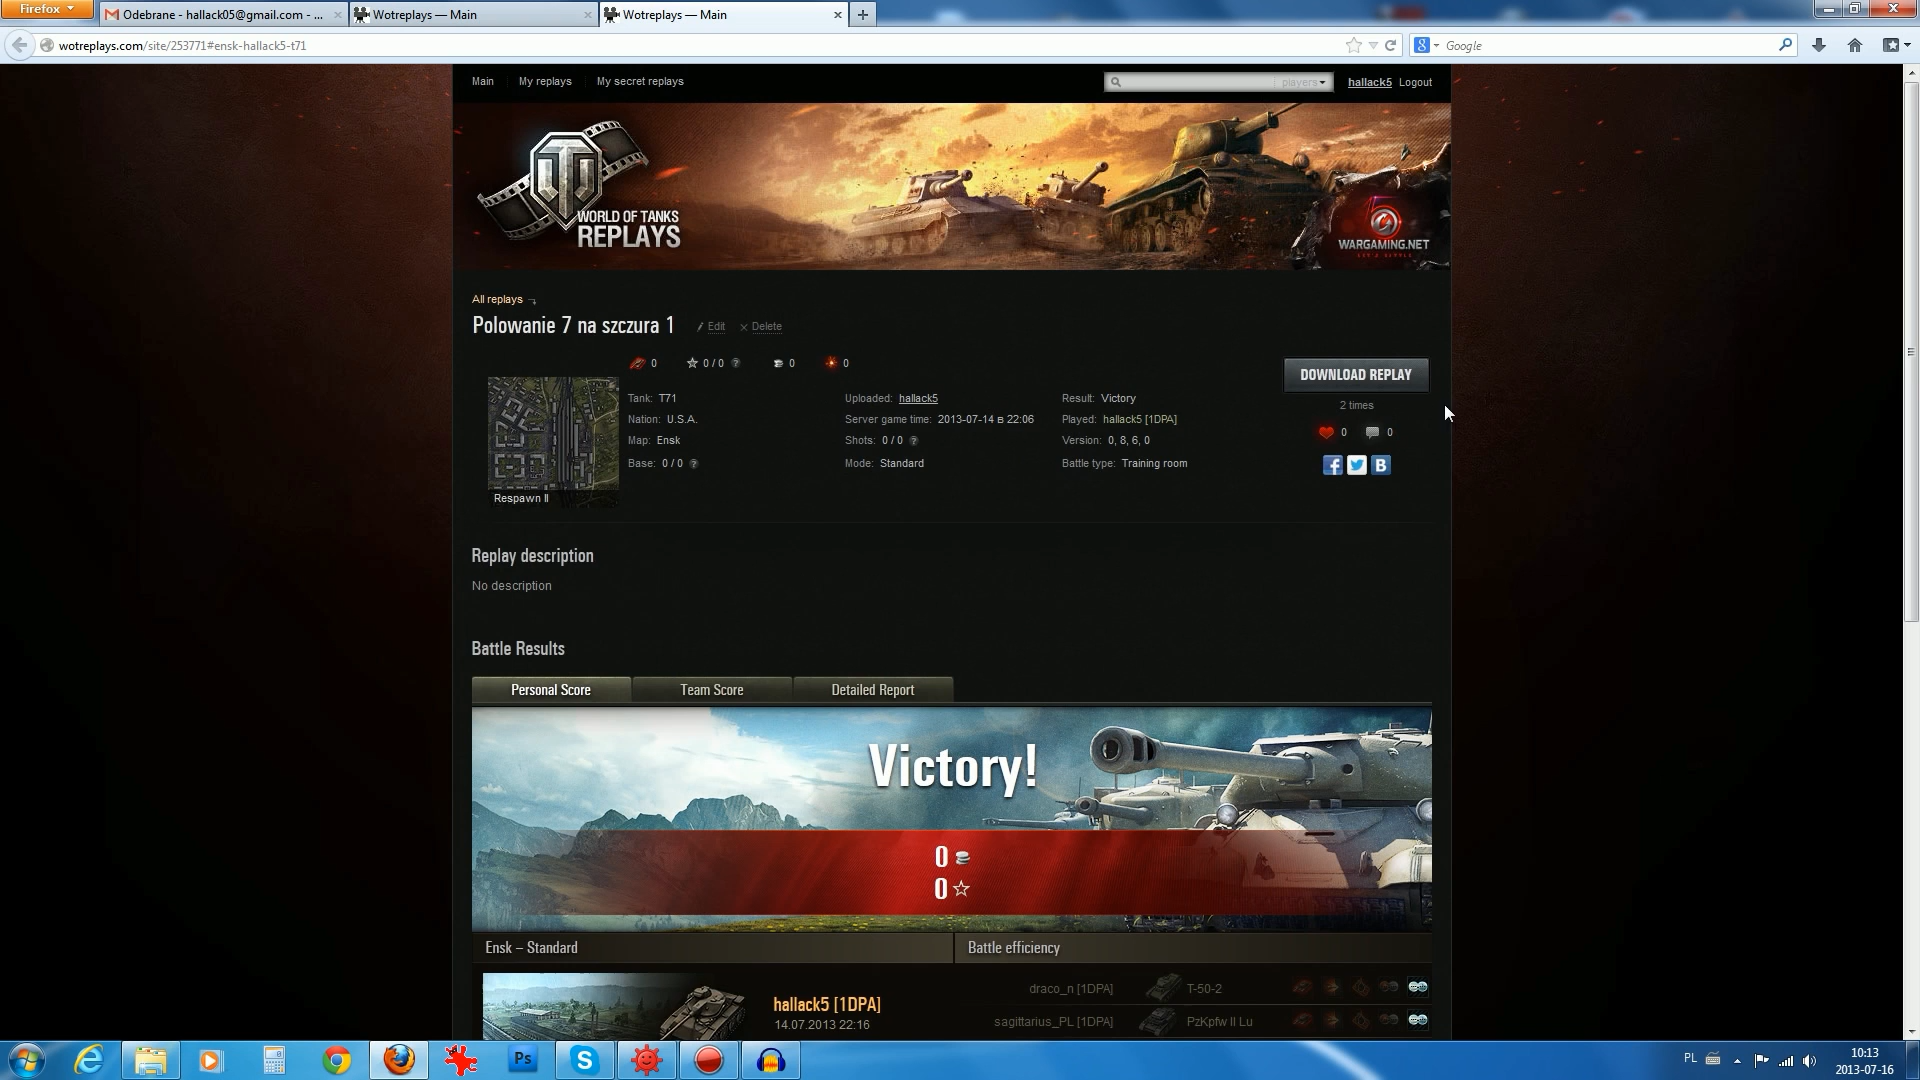 Firefox
Odebrane - hallack05@gmail.com - ...
Wotreplays — Main
Wotreplays — Main
wotreplays.com/site/253771#ensk-hallack5-t71
Google
Main
My replays
My secret replays
players
hallack5
Logout
WORLD OF TANKS
REPLAYS
WARGAMING.NET
LET'S BATTLE
All replays
Polowanie 7 na szczura 1
Edit
Delete
0
0 / 0
0
0
DOWNLOAD REPLAY
2 times
0
0
Respawn II
Tank: T71
Uploaded: hallack5
Result: Victory
Nation: U.S.A.
Server game time: 2013-07-14 в 22:06
Played: hallack5 [1DPA]
Map: Ensk
Shots: 0 / 0
Version: 0, 8, 6, 0
Base: 0 / 0
Mode: Standard
Battle type: Training room
Replay description
No description
Battle Results
Personal Score
Team Score
Detailed Report
Victory!
0
0
Ensk – Standard
Battle efficiency
hallack5 [1DPA]
14.07.2013 22:16
draco_n [1DPA]
T-50-2
sagittarius_PL [1DPA]
PzKpfw II Lu
Ps
PL
10:13
2013-07-16